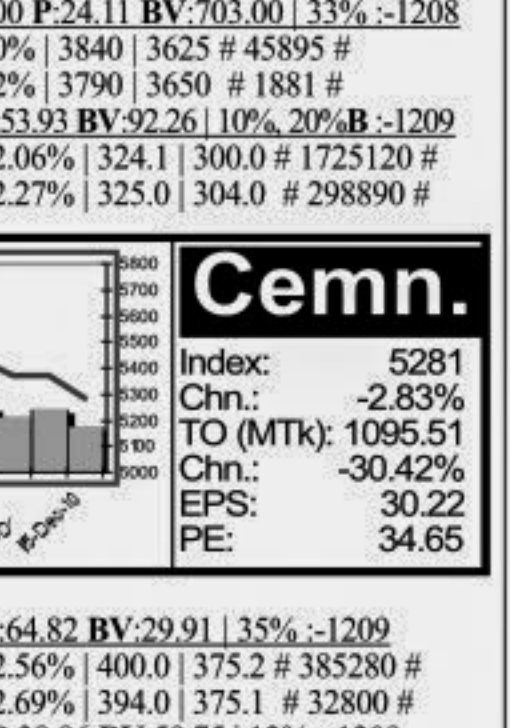 00 P:24.11 BV:703.00 | 33% :-1208
0% | 3840 | 3625 # 45895 #
2% | 3790 | 3650 # 1881 #
:53.93 BV:92.26 | 10%, 20%B :-1209
2.06% | 324.1 | 300.0 # 1725120 #
2.27% | 325.0 | 304.0 # 298890 #
5800
5700
5600
5500
5400
5300
5200
5100
5000
15-Dec-10
Cemn.
Index: 5281
Chn.: -2.83%
TO (MTk): 1095.51
Chn.: -30.42%
EPS: 30.22
PE: 34.65
:64.82 BV:29.91 | 35% :-1209
2.56% | 400.0 | 375.2 # 385280 #
2.69% | 394.0 | 375.1 # 32800 #